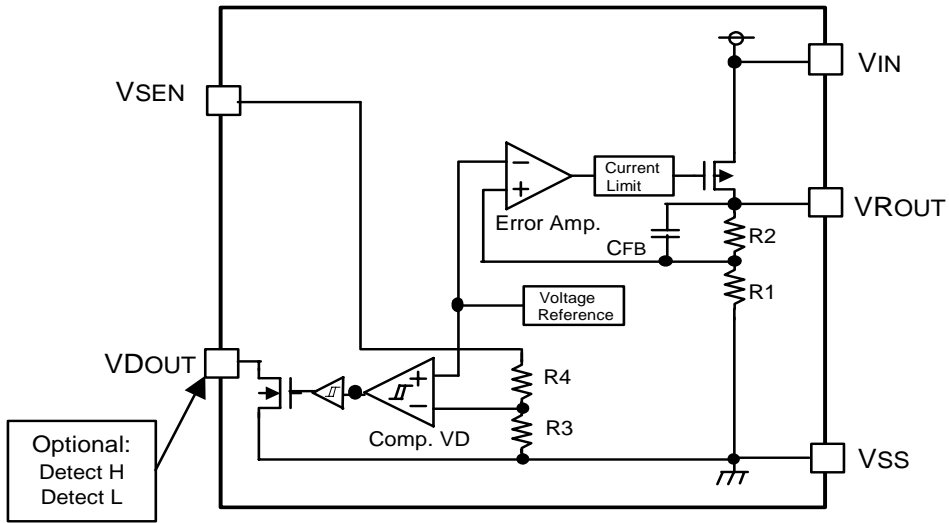 VIN
VSEN
Current
Limit
−
+
Error Amp.
VROUT
CFB
R2
R1
Voltage
Reference
VDOUT
+
−
R4
R3
Comp. VD
Optional:
Detect H
Detect L
VSS